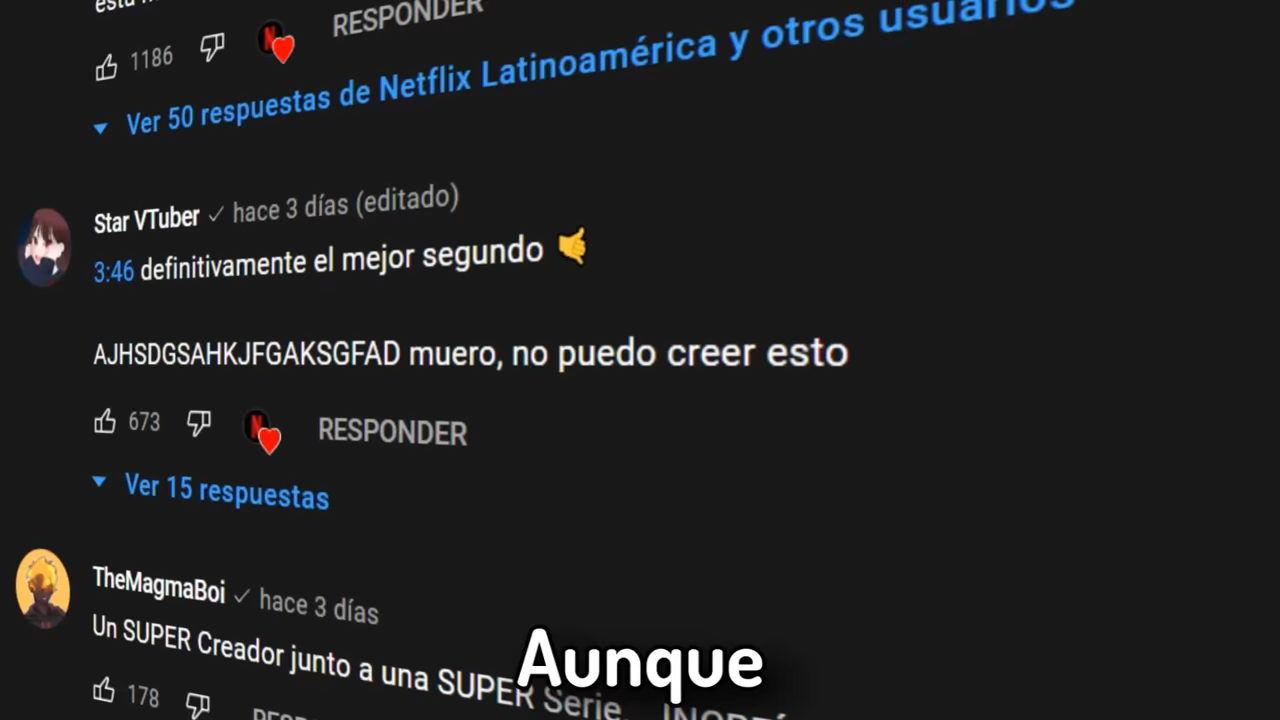 1186
RESPONDER
Ver 50 respuestas de Netflix Latinoamérica y otros usuarios
Star VTuber ✓ hace 3 días (editado)
3:46 definitivamente el mejor segundo 🤙
AJHSDGSAHKJFGAKSGFAD muero, no puedo creer esto
673
RESPONDER
Ver 15 respuestas
TheMagmaBoi ✓ hace 3 días
Un SUPER Creador junto a una SUPER Serie.
178
Aunque